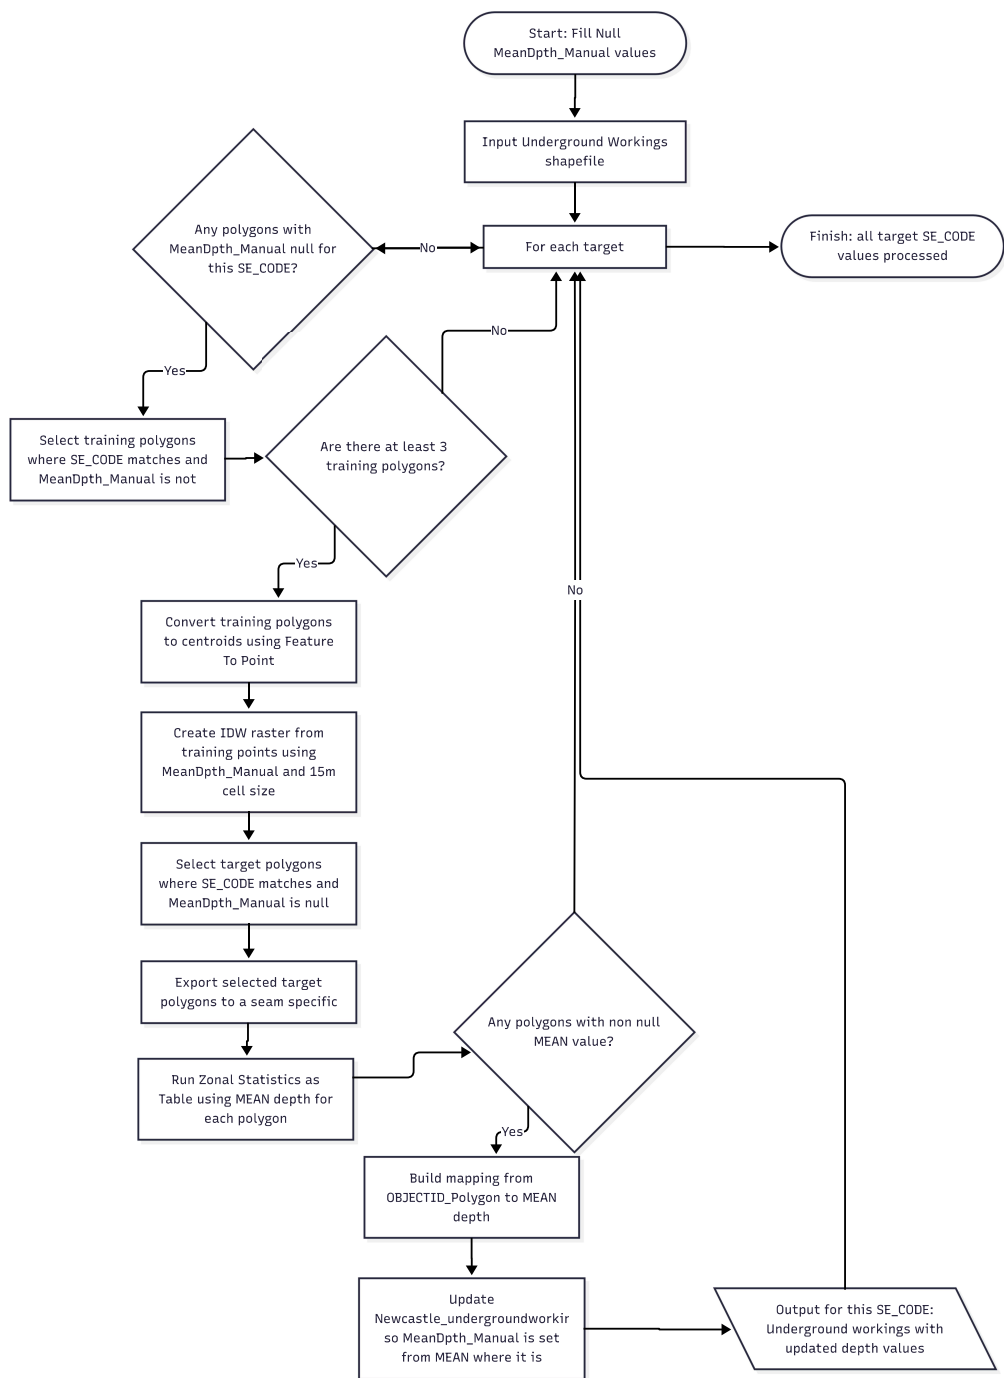 Start: Fill Null
MeanDpth_Manual values
Input Underground Workings
shapefile
For each target
Finish: all target SE_CODE
values processed
No
Any polygons with
MeanDpth_Manual null for
this SE_CODE?
Yes
Select training polygons
where SE_CODE matches and
MeanDpth_Manual is not
Are there at least 3
training polygons?
No
Yes
Convert training polygons
to centroids using Feature
To Point
Create IDW raster from
training points using
MeanDpth_Manual and 15m
cell size
Select target polygons
where SE_CODE matches and
MeanDpth_Manual is null
Export selected target
polygons to a seam specific
Run Zonal Statistics as
Table using MEAN depth for
each polygon
Any polygons with non null
MEAN value?
No
Yes
Build mapping from
OBJECTID_Polygon to MEAN
depth
Update
Newcastle_undergroundworkir
so MeanDpth_Manual is set
from MEAN where it is
Output for this SE_CODE:
Underground workings with
updated depth values